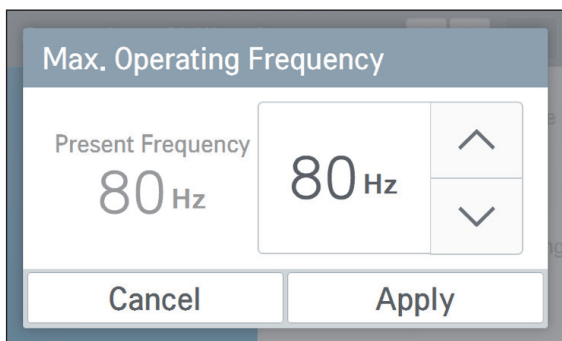 Max. Operating Frequency
Present Frequency
80 Hz
80 Hz
Cancel
Apply